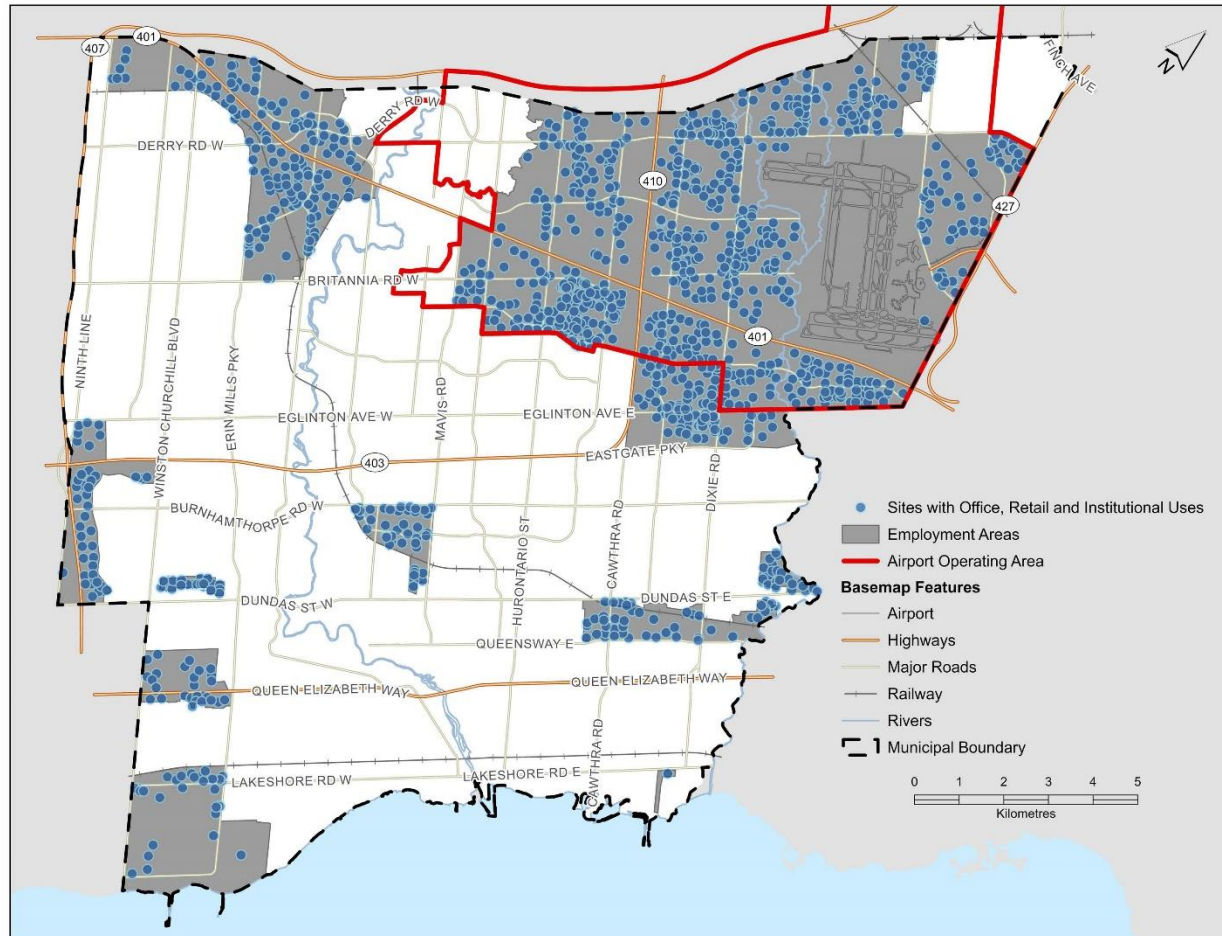 401
407
FINCH AVE
N
DERRY RD W
DERRY RD W
410
427
BRITANNIA RD W
401
NINTH LINE
WINSTON CHURCHILL BLVD
ERIN MILLS PKY
MAVIS RD
EGLINTON AVE W
EGLINTON AVE E
403
EASTGATE PKY
DIXIE RD
BURNHAMTHORPE RD W
HURONTARIO ST
CAWTHRA RD
DUNDAS ST W
DUNDAS ST E
QUEENSWAY E
QUEEN ELIZABETH WAY
QUEEN ELIZABETH WAY
CAWTHRA RD
LAKESHORE RD W
LAKESHORE RD E
Sites with Office, Retail and Institutional Uses
Employment Areas
Airport Operating Area
Basemap Features
Airport
Highways
Major Roads
Railway
Rivers
Municipal Boundary
0 1 2 3 4 5
Kilometres